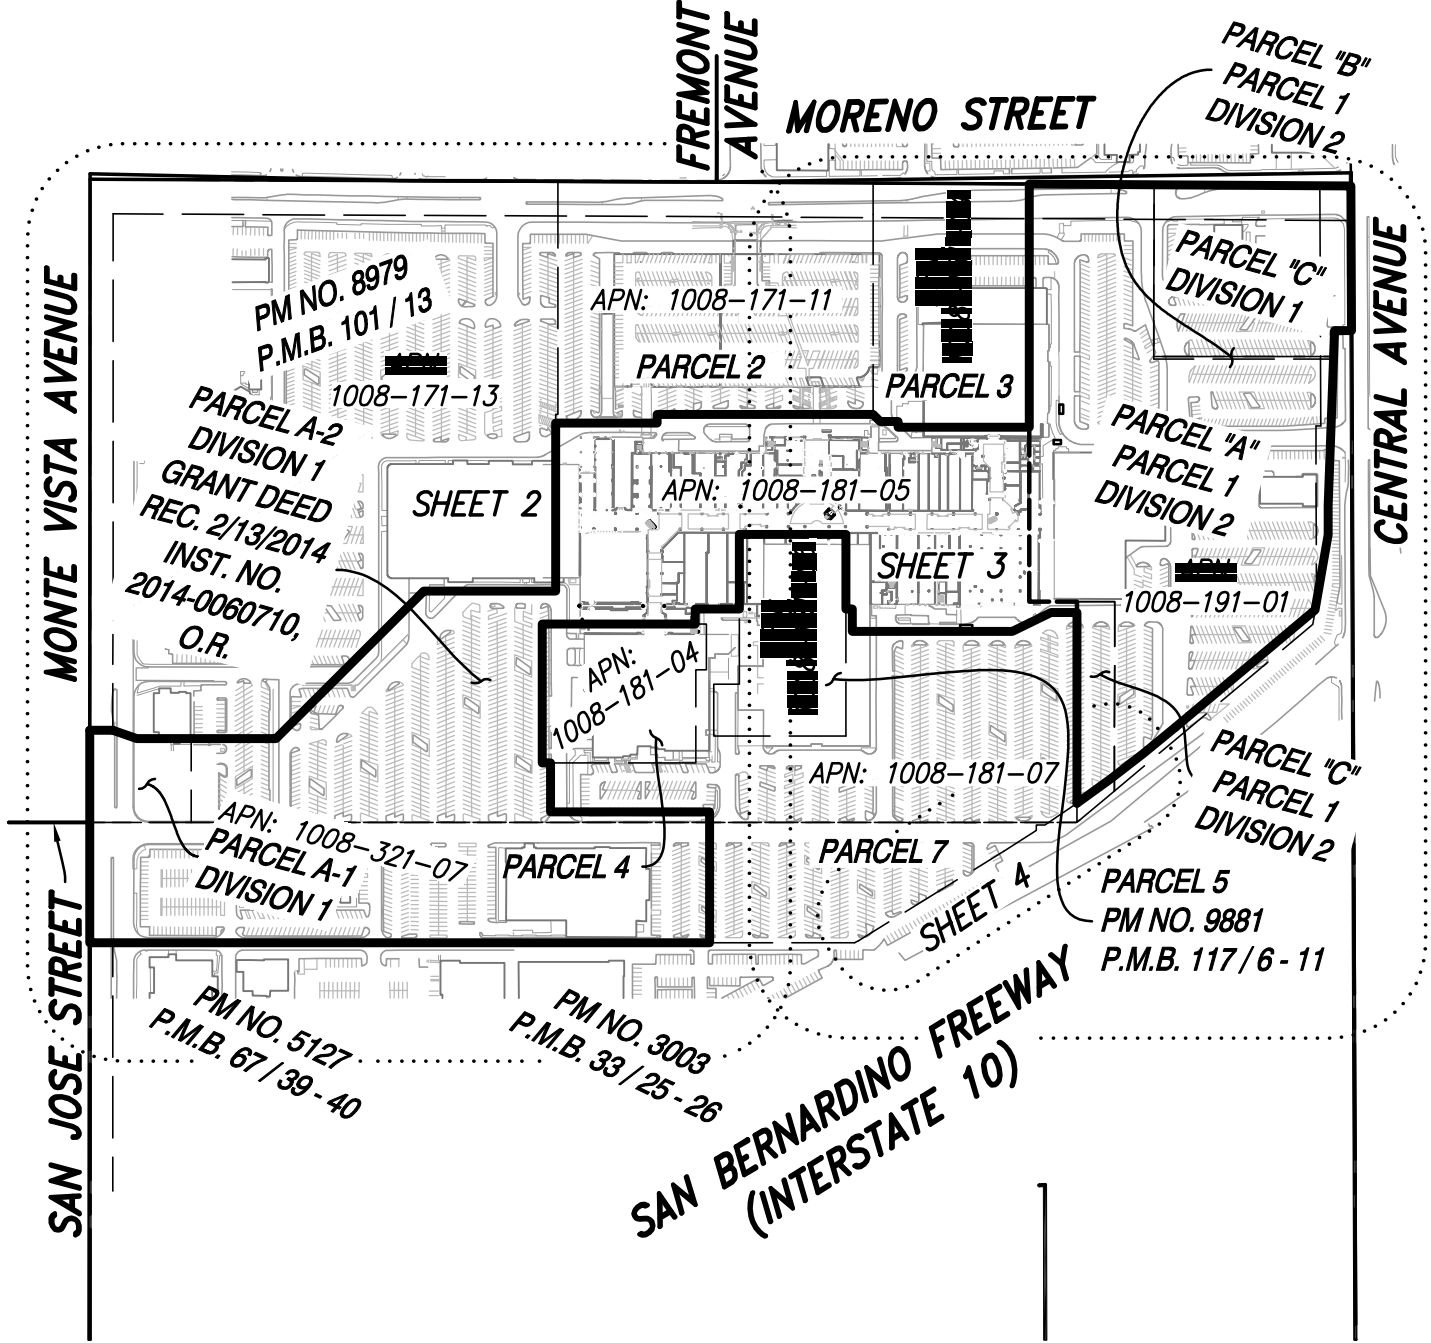 FREMONT
AVENUE
MORENO STREET
PARCEL "B"
PARCEL 1
DIVISION 2
MONTE VISTA AVENUE
CENTRAL AVENUE
PM NO. 8979
P.M.B. 101 / 13
1008-171-13
APN: 1008-171-11
PARCEL 2
PARCEL 3
PARCEL "C"
DIVISION 1
PARCEL A-2
DIVISION 1
GRANT DEED
REC. 2/13/2014
INST. NO.
2014-0060710,
O.R.
SHEET 2
APN: 1008-181-05
SHEET 3
PARCEL "A"
PARCEL 1
DIVISION 2
APN:
1008-191-01
APN:
1008-181-04
APN: 1008-181-07
PARCEL "C"
PARCEL 1
DIVISION 2
APN: 1008-321-07
PARCEL A-1
DIVISION 1
PARCEL 4
PARCEL 7
SHEET 4
PARCEL 5
PM NO. 9881
P.M.B. 117 / 6 - 11
SAN JOSE STREET
PM NO. 5127
P.M.B. 67 / 39 - 40
PM NO. 3003
P.M.B. 33 / 25 - 26
SAN BERNARDINO FREEWAY
(INTERSTATE 10)